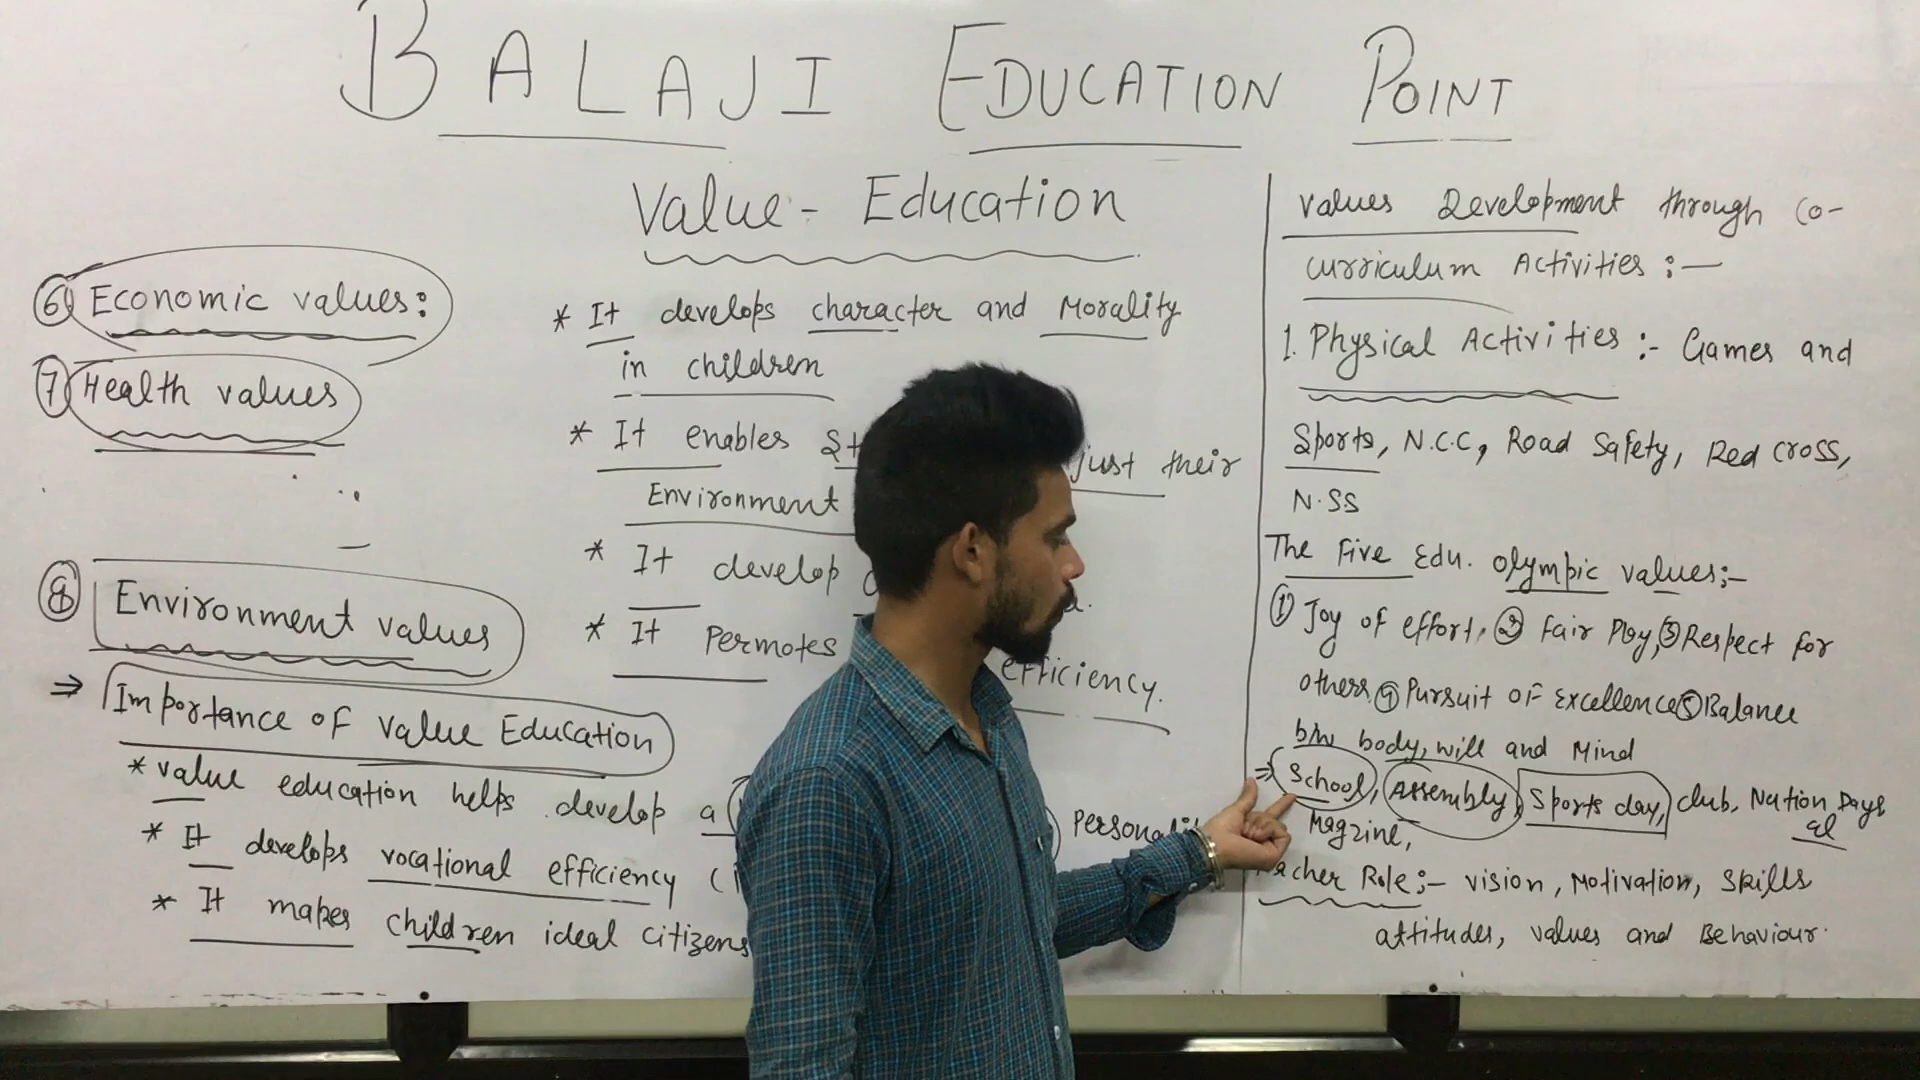 BALAJI EDUCATION POINT
Value - Education
⑥ Economic values:
⑦ Health values
⑧ Environment values
⇒ Importance of value Education
* value education helps develop a
* It develops vocational efficiency (
* It makes children ideal citizens
* It develops character and Morality
in children
* It enables just their
Environment
* It develop
* It Permotes
efficiency.
Personali
values Development through Co-
curriculum Activities :—
1. Physical Activities :- Games and
Sports, N.C.C, Road Safety, Red Cross,
N.S.S
The Five Edu. Olympic values:-
① Joy of effort, ② Fair Play, ③ Respect for
others ④ Pursuit of Excellence ⑤ Balance
b/w body, will and Mind
⇒ School, Assembly, Sports day, club, Nation Days
al
Magzine,
acher Role:- vision, Motivation, Skills
attitudes, values and Behaviour.